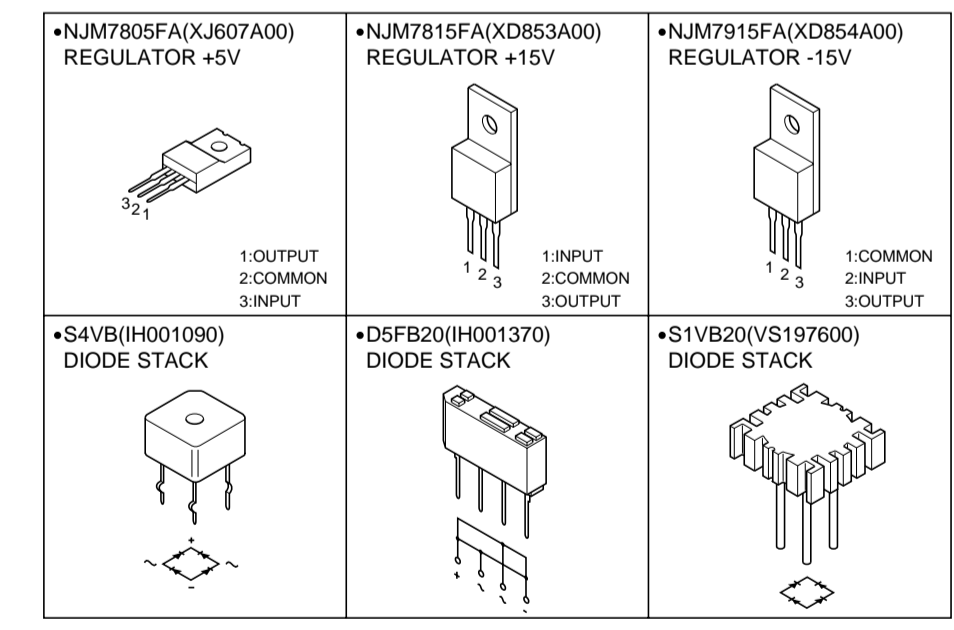 •NJM7805FA(XJ607A00)
REGULATOR +5V
3 2 1
1:OUTPUT
2:COMMON
3:INPUT
•NJM7815FA(XD853A00)
REGULATOR +15V
1 2 3
1:INPUT
2:COMMON
3:OUTPUT
•NJM7915FA(XD854A00)
REGULATOR -15V
1 2 3
1:COMMON
2:INPUT
3:OUTPUT
•S4VB(IH001090)
DIODE STACK
+
~ ~
-
•D5FB20(IH001370)
DIODE STACK
+ ~ ~ -
•S1VB20(VS197600)
DIODE STACK